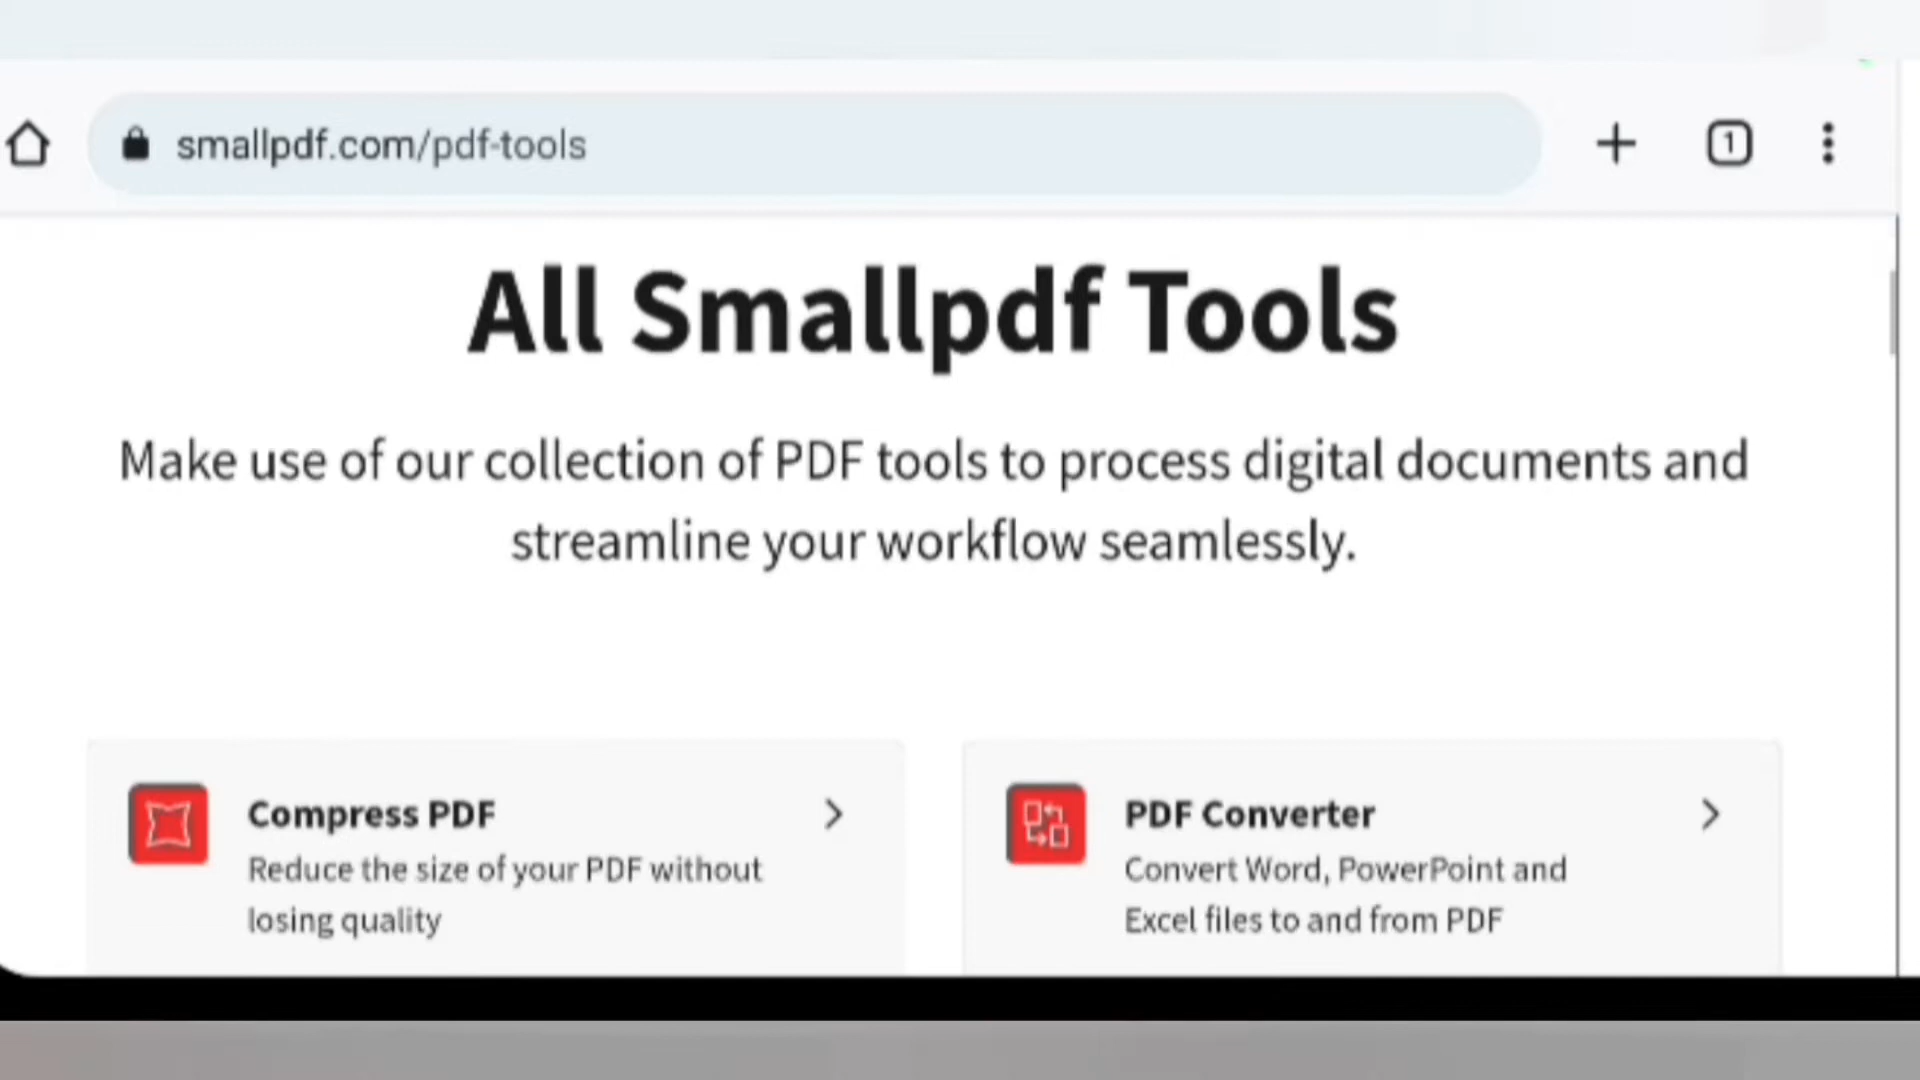 smallpdf.com/pdf-tools
1
All Smallpdf Tools
Make use of our collection of PDF tools to process digital documents and
streamline your workflow seamlessly.
Compress PDF
Reduce the size of your PDF without
losing quality
PDF Converter
Convert Word, PowerPoint and
Excel files to and from PDF